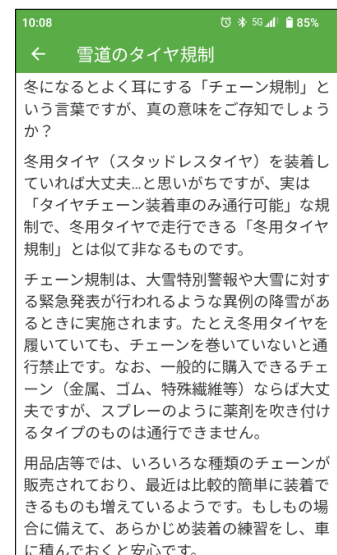 10:08 5G 85%
← 雪道のタイヤ規制
冬になるとよく耳にする「チェーン規制」と
いう言葉ですが、真の意味をご存知でしょう
か？
冬用タイヤ（スタッドレスタイヤ）を装着し
ていれば大丈夫…と思いがちですが、実は
「タイヤチェーン装着車のみ通行可能」な規
制で、冬用タイヤで走行できる「冬用タイヤ
規制」とは似て非なるものです。
チェーン規制は、大雪特別警報や大雪に対す
る緊急発表が行われるような異例の降雪があ
るときに実施されます。たとえ冬用タイヤを
履いていても、チェーンを巻いていないと通
行禁止です。なお、一般的に購入できるチェ
ーン（金属、ゴム、特殊繊維等）ならば大丈
夫ですが、スプレーのように薬剤を吹き付け
るタイプのものは通行できません。
用品店等では、いろいろな種類のチェーンが
販売されており、最近は比較的簡単に装着で
きるものも増えているようです。もしもの場
合に備えて、あらかじめ装着の練習をし、車
に積んでおくと安心です。